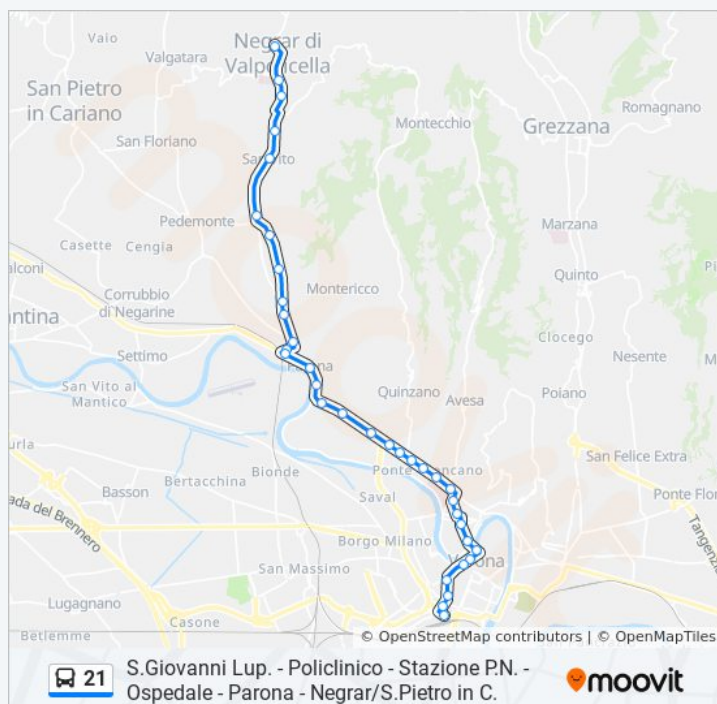 Vaio
Negrar di
Valpolicella
Valgatara
San Pietro
in Cariano
Romagnano
Montecchio
Grezzana
San Floriano
San Vito
Marzana
Pedemonte
Casette
Cengia
Quinto
Montericco
Corrubbio
di Negarine
Clocego
Settimo
Nesente
Parona
San Vito al
Mantico
Quinzano
Avesa
Poiano
San Felice Extra
Bionde
Ponte Crencano
Bertacchina
Basson
Saval
Ponte Flor
Borgo Milano
Verona
San Massimo
Lugagnano
Casone
Betlemme
© OpenStreetMap contributors | © OpenMapTiles
21
S.Giovanni Lup. - Policlinico - Stazione P.N. -
Ospedale - Parona - Negrar/S.Pietro in C.
moovit